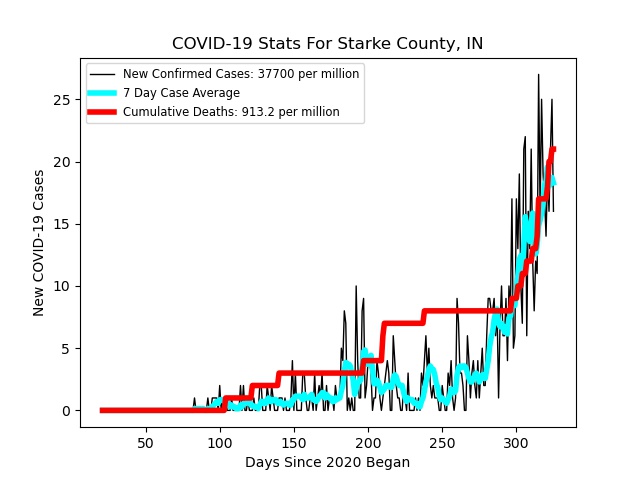 COVID-19 Stats For Starke County, IN
New Confirmed Cases: 37700 per million
7 Day Case Average
Cumulative Deaths: 913.2 per million
New COVID-19 Cases
25
20
15
10
5
0
50 100 150 200 250 300
Days Since 2020 Began